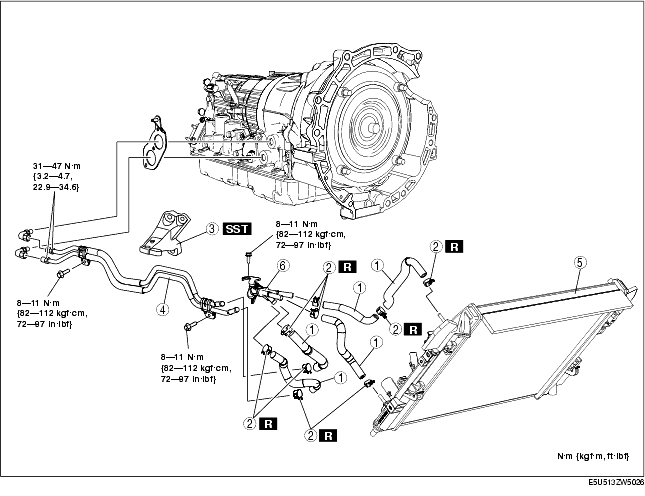 31—47 N·m
{3.2—4.7,
22.9—34.6}
3 SST
8—11 N·m
{82—112 kgf·cm,
72—97 in·lbf}
2 R
1
5
6
2 R
1
4
8—11 N·m
{82—112 kgf·cm,
72—97 in·lbf}
2 R
1
1
8—11 N·m
{82—112 kgf·cm,
72—97 in·lbf}
1
2 R
2 R
N·m {kgf·m, ft·lbf}
E5U513ZW5026